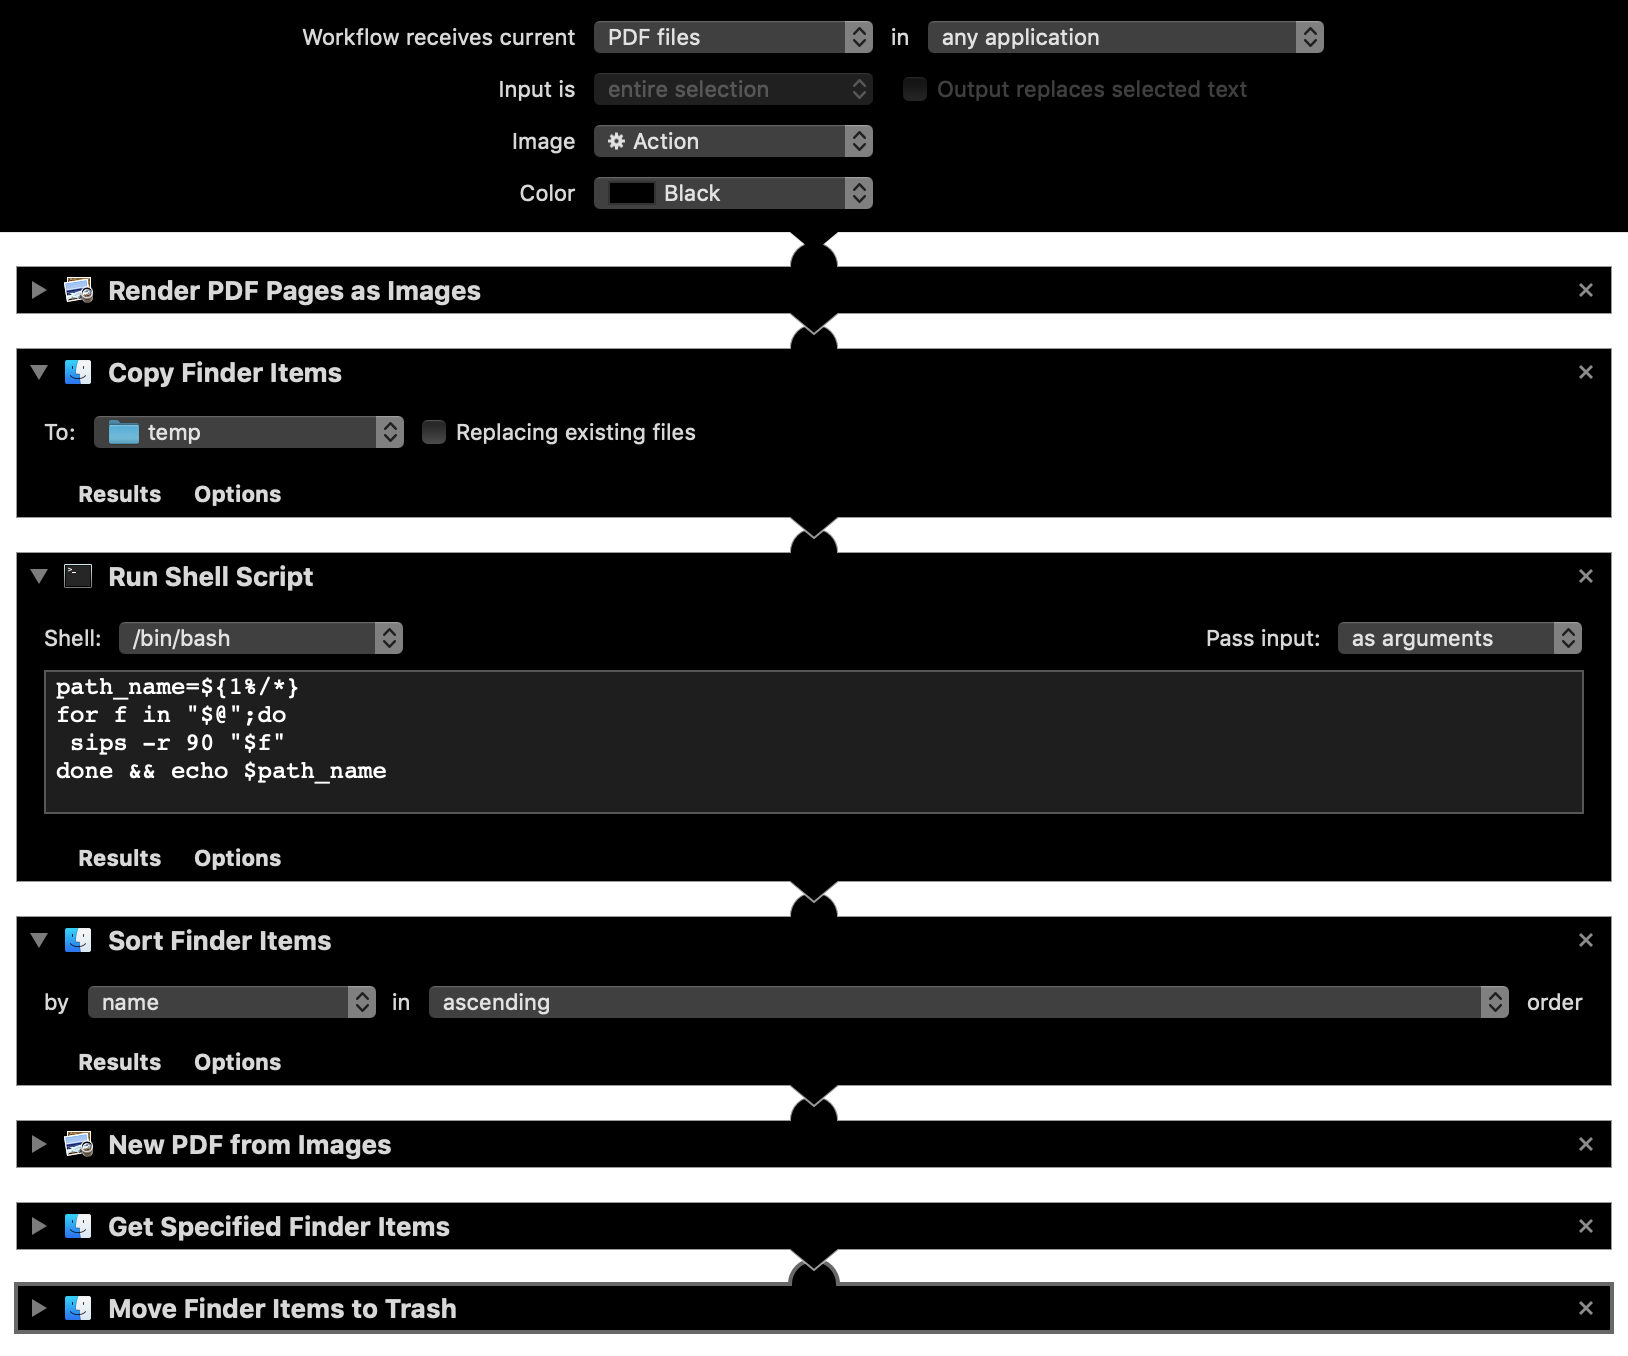 Workflow receives current PDF files in any application
Input is entire selection Output replaces selected text
Image Action
Color Black
Render PDF Pages as Images
Copy Finder Items
To: temp Replacing existing files
Results Options
Run Shell Script
Shell: /bin/bash Pass input: as arguments
path_name=${1%/*}
for f in "$@";do
 sips -r 90 "$f"
done && echo $path_name
Results Options
Sort Finder Items
by name in ascending order
Results Options
New PDF from Images
Get Specified Finder Items
Move Finder Items to Trash